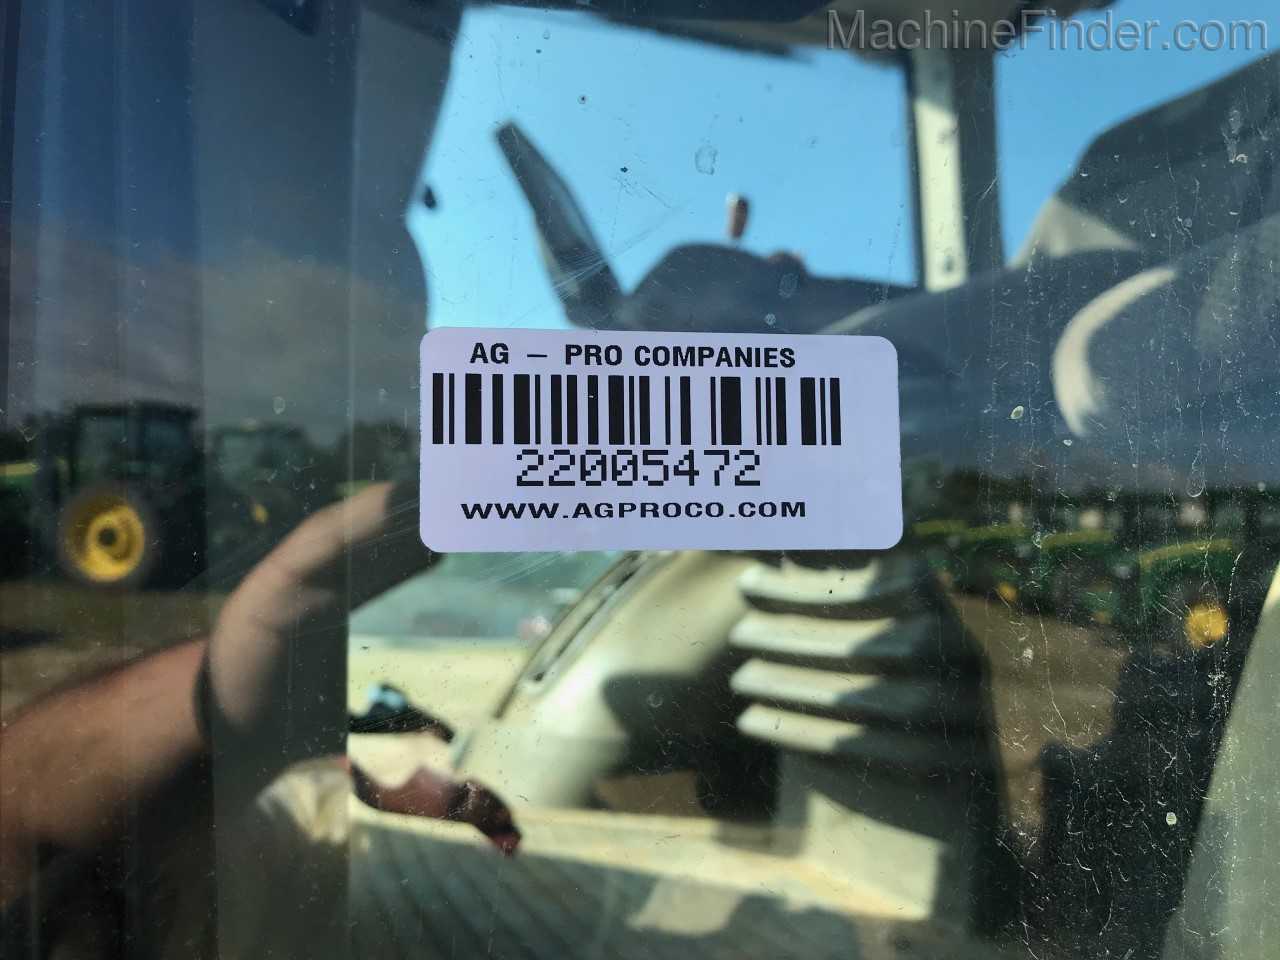 MachineFinder.com
AG – PRO COMPANIES
22005472
WWW.AGPROCO.COM